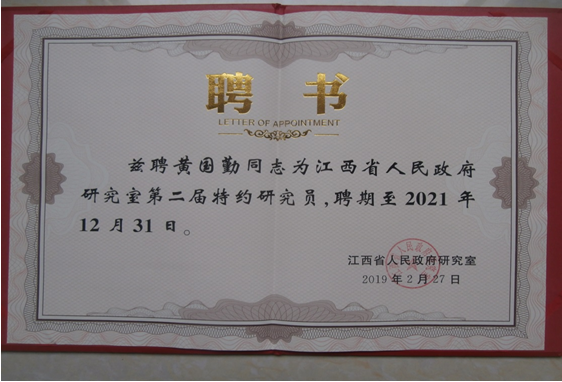 聘书
LETTER OF APPOINTMENT
兹聘黄国勤同志为江西省人民政府
研究室第二届特约研究员,聘期至2021年
12月31日。
江西省人民政府研究室
2019年2月27日